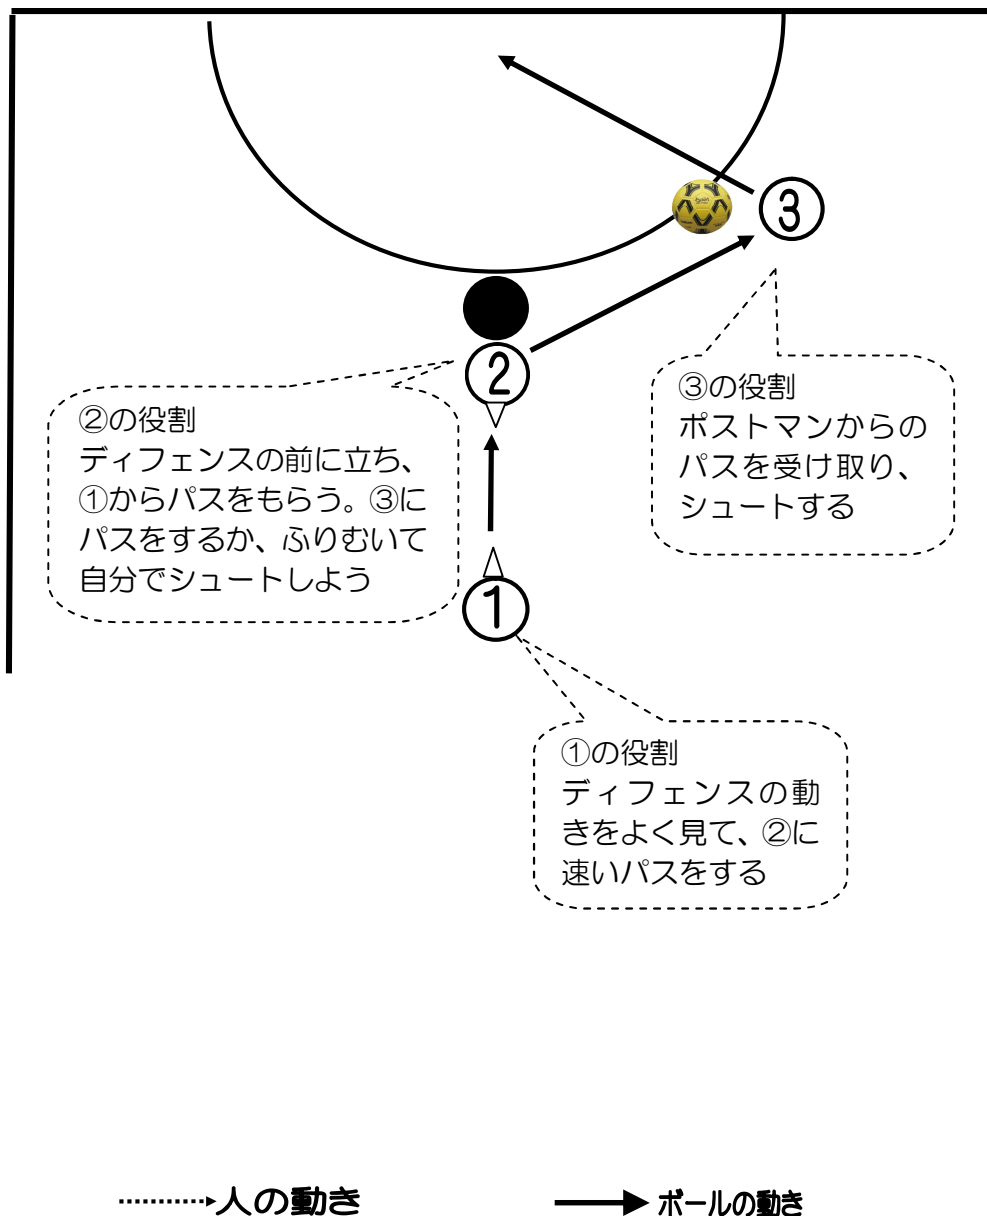 ③
②
①
②の役割
ディフェンスの前に立ち、
①からパスをもらう。③に
パスをするか、ふりむいて
自分でシュートしよう
③の役割
ポストマンからの
パスを受け取り、
シュートする
①の役割
ディフェンスの動
きをよく見て、②に
速いパスをする
人の動き
ボールの動き